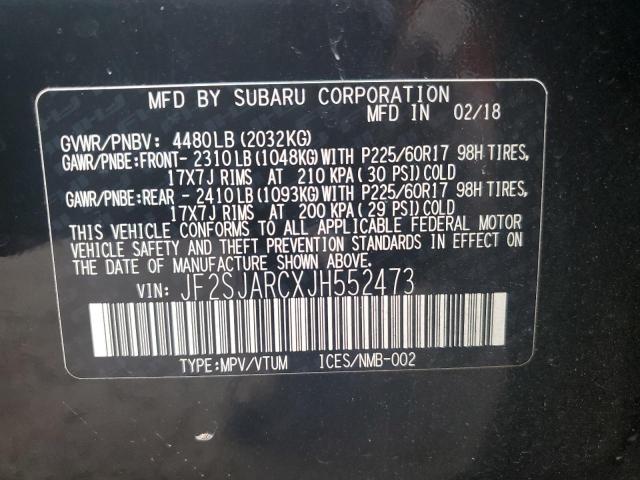 MFD BY SUBARU CORPORATION
MFD IN 02/18
GVWR/PNBV: 4480LB (2032KG)
GAWR/PNBE:FRONT- 2310LB (1048KG) WITH P225/60R17 98H TIRES,
17X7J RIMS AT 210 KPA ( 30 PSI) COLD
GAWR/PNBE:REAR - 2410LB (1093KG) WITH P225/60R17 98H TIRES,
17X7J RIMS AT 200 KPA (29 PSI) COLD
THIS VEHICLE CONFORMS TO ALL APPLICABLE FEDERAL MOTOR
VEHICLE SAFETY AND THEFT PREVENTION STANDARDS IN EFFECT ON
THE DATE OF MANUFACTURE SHOWN ABOVE.
VIN: JF2SJARCXJH552473
TYPE:MPV/VTUM ICES/NMB-002